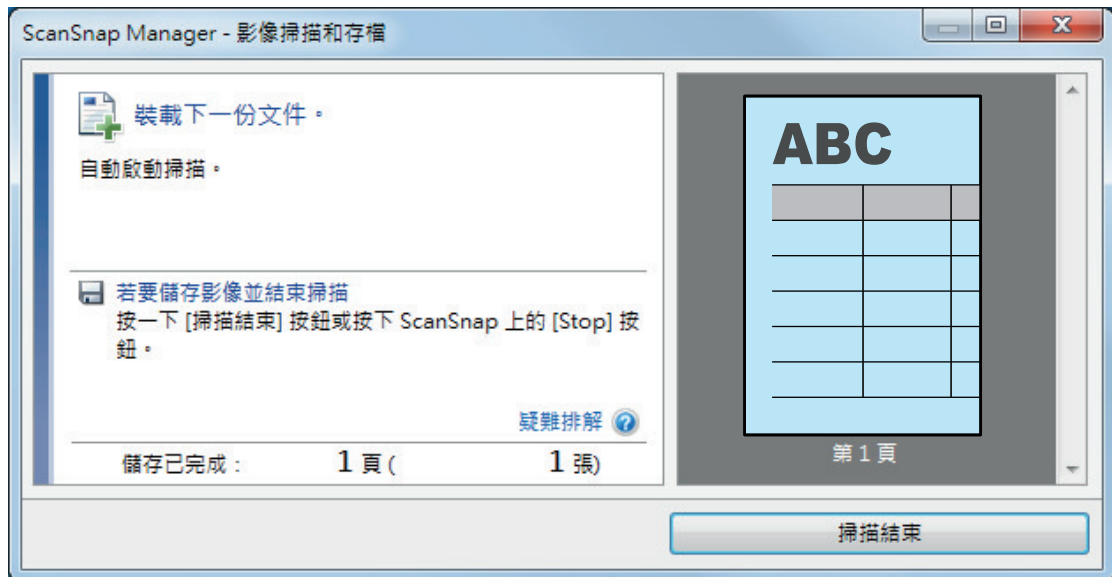 ScanSnap Manager - 影像掃描和存檔
裝載下一份文件。
自動啟動掃描。
若要儲存影像並結束掃描
按一下 [掃描結束] 按鈕或按下 ScanSnap 上的 [Stop] 按
鈕。
疑難排解
儲存已完成： 1 頁 ( 1 張)
ABC
第 1 頁
掃描結束